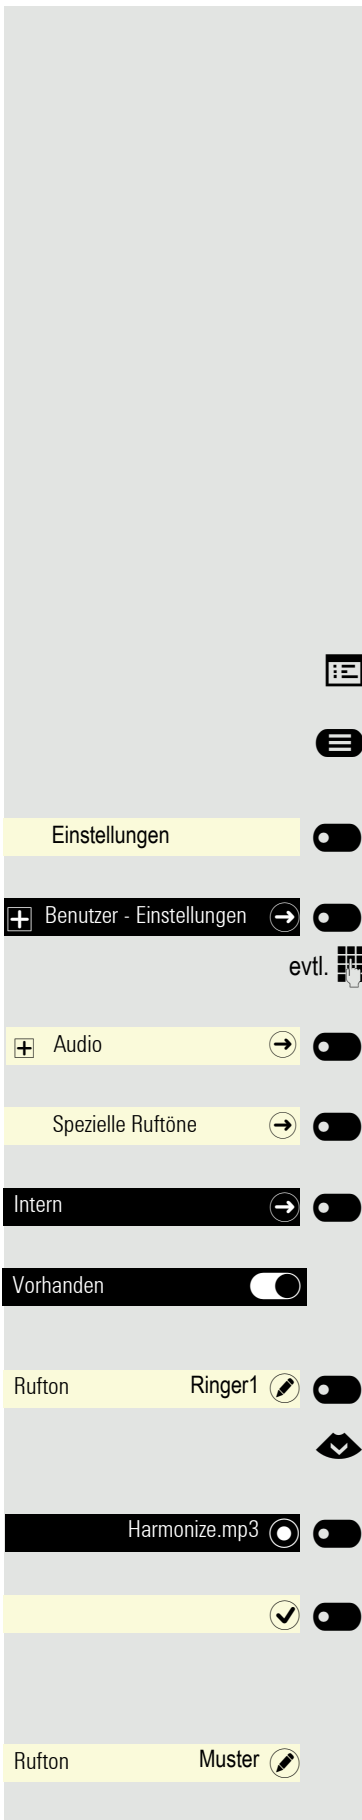 Einstellungen
Benutzer - Einstellungen
evtl.
Audio
Spezielle Ruftöne
Intern
Vorhanden
Rufton Ringer1
Harmonize.mp3
Rufton Muster